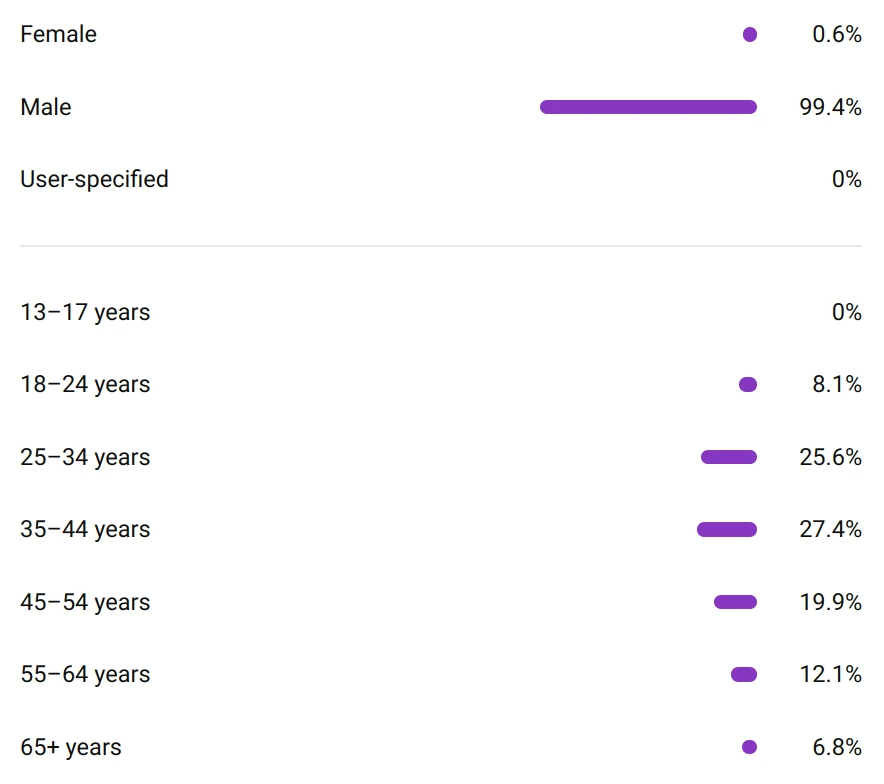 Female 0.6%
Male 99.4%
User-specified 0%
13–17 years 0%
18–24 years 8.1%
25–34 years 25.6%
35–44 years 27.4%
45–54 years 19.9%
55–64 years 12.1%
65+ years 6.8%